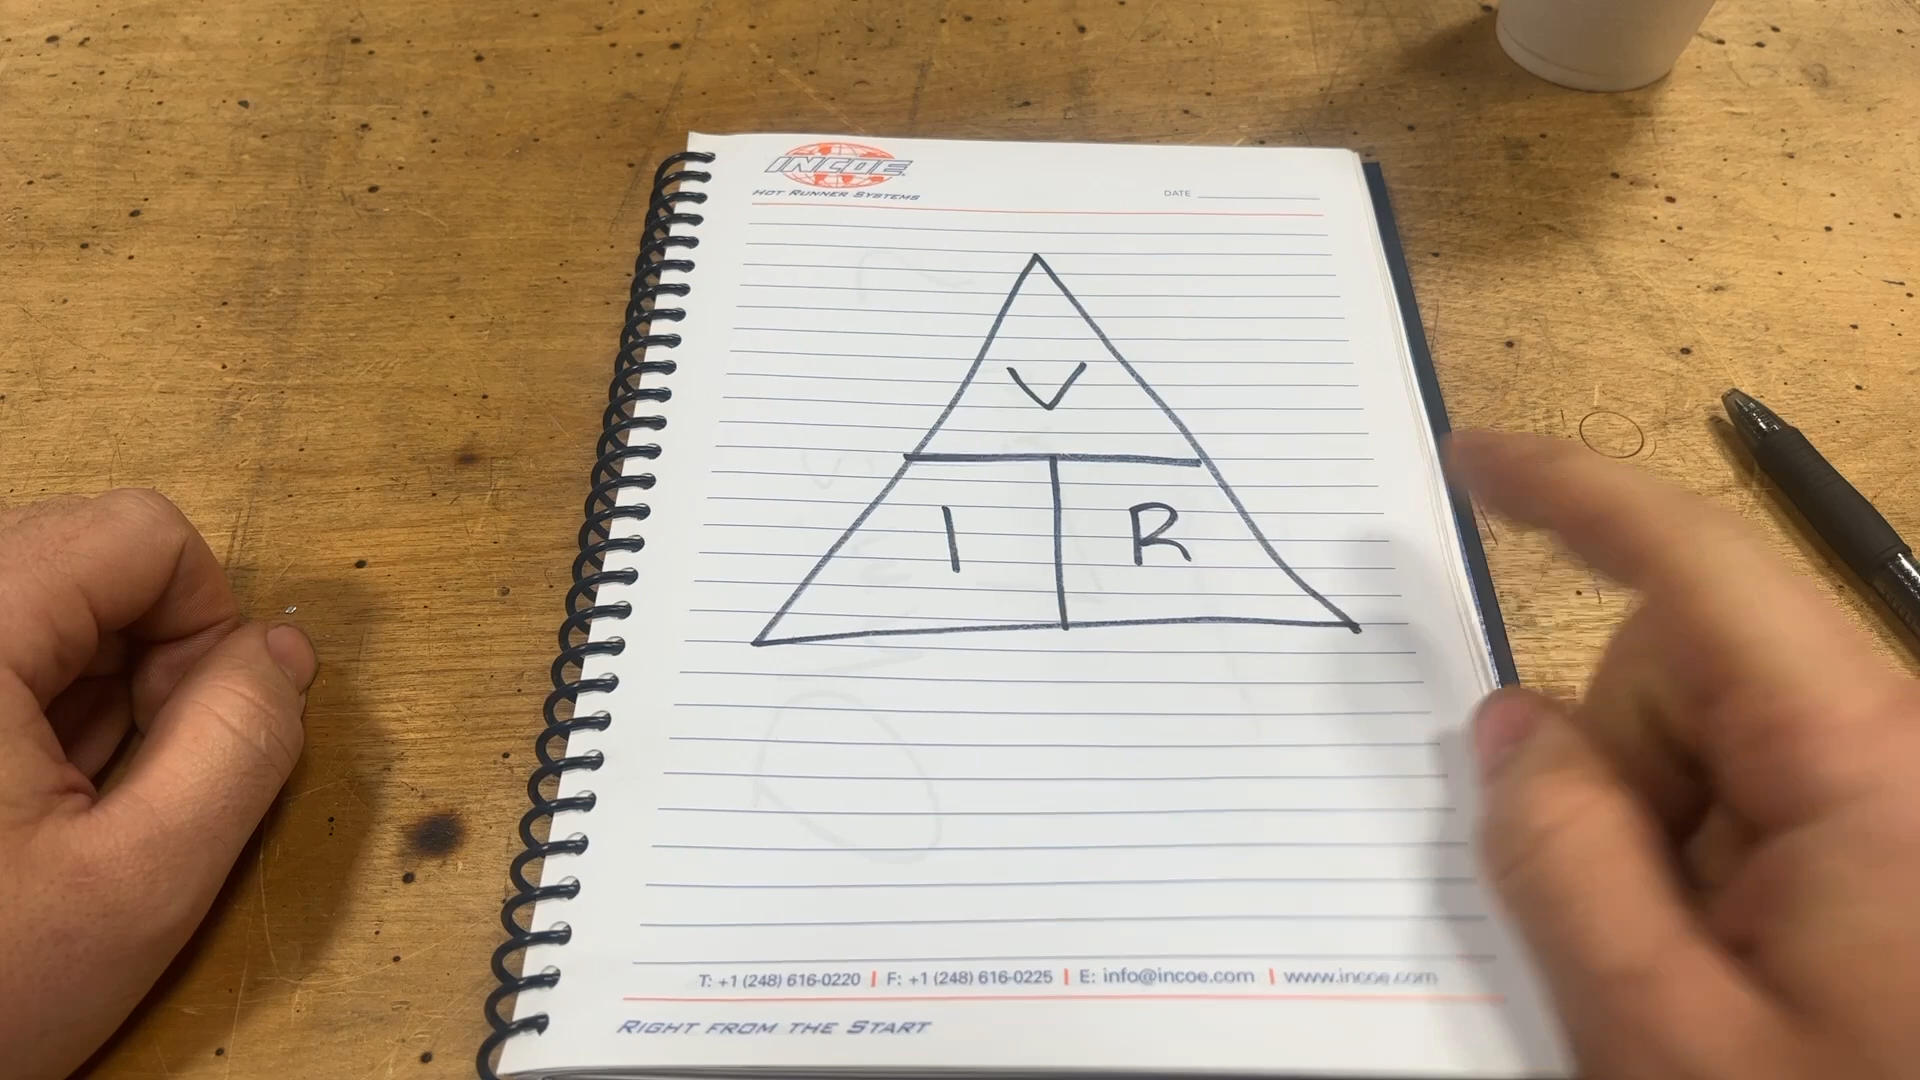 INCOE
HOT RUNNER SYSTEMS
DATE
V
I R
T: +1 (248) 616-0220 | F: +1 (248) 616-0225 | E: info@incoe.com | www.incoe.com
RIGHT FROM THE START